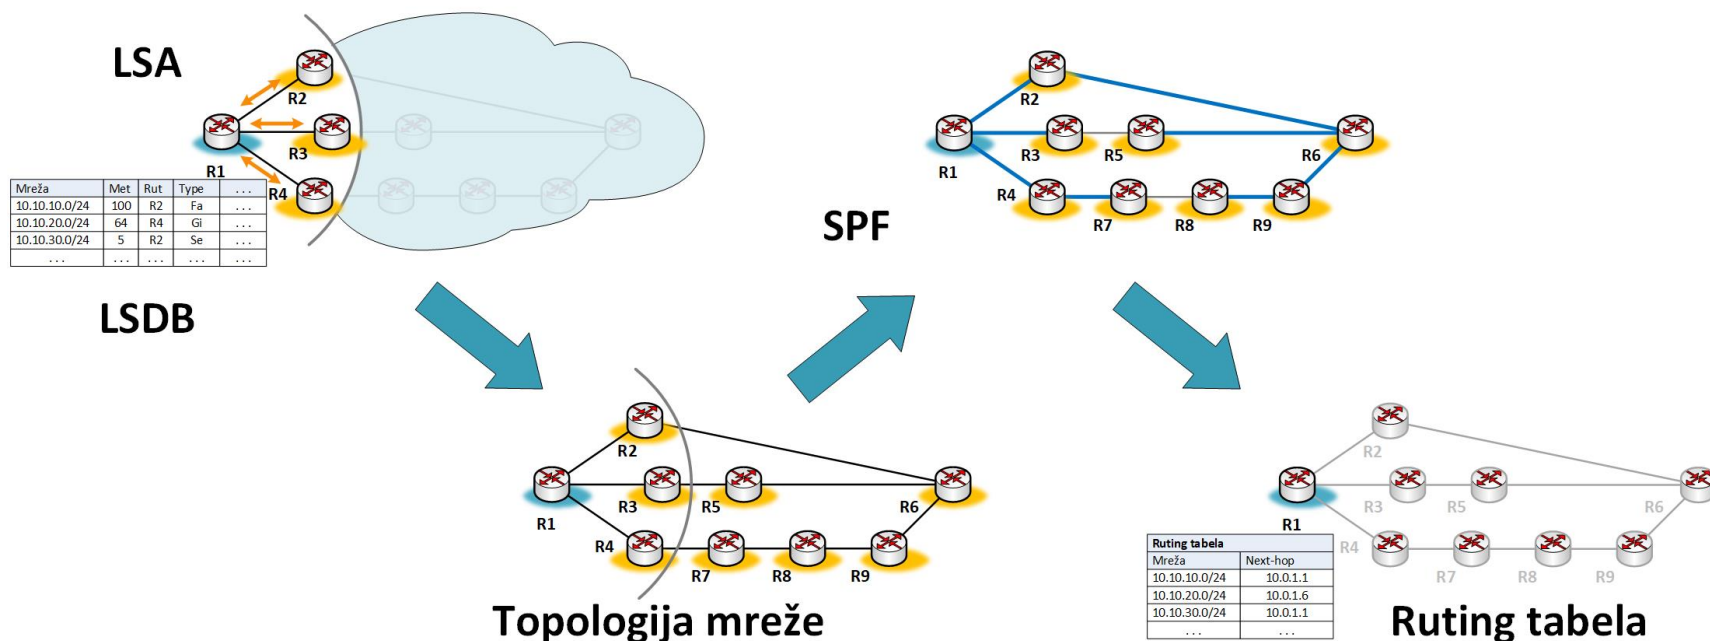 LSA
R2
R3
R1
R4
Mreža Met Rut Type . . .
10.10.10.0/24 100 R2 Fa . . .
10.10.20.0/24 64 R4 Gi . . .
10.10.30.0/24 5 R2 Se . . .
. . . . . . . . . . . . . . .
LSDB
R2
R3
R5
R6
R1
R4
R7
R8
R9
SPF
R2
R3
R5
R6
R1
R4
R7
R8
R9
Topologija mreže
R2
R3
R5
R6
R1
R4
R7
R8
R9
Ruting tabela
Mreža Next-hop
10.10.10.0/24 10.0.1.1
10.10.20.0/24 10.0.1.6
10.10.30.0/24 10.0.1.1
. . . . . .
Ruting tabela